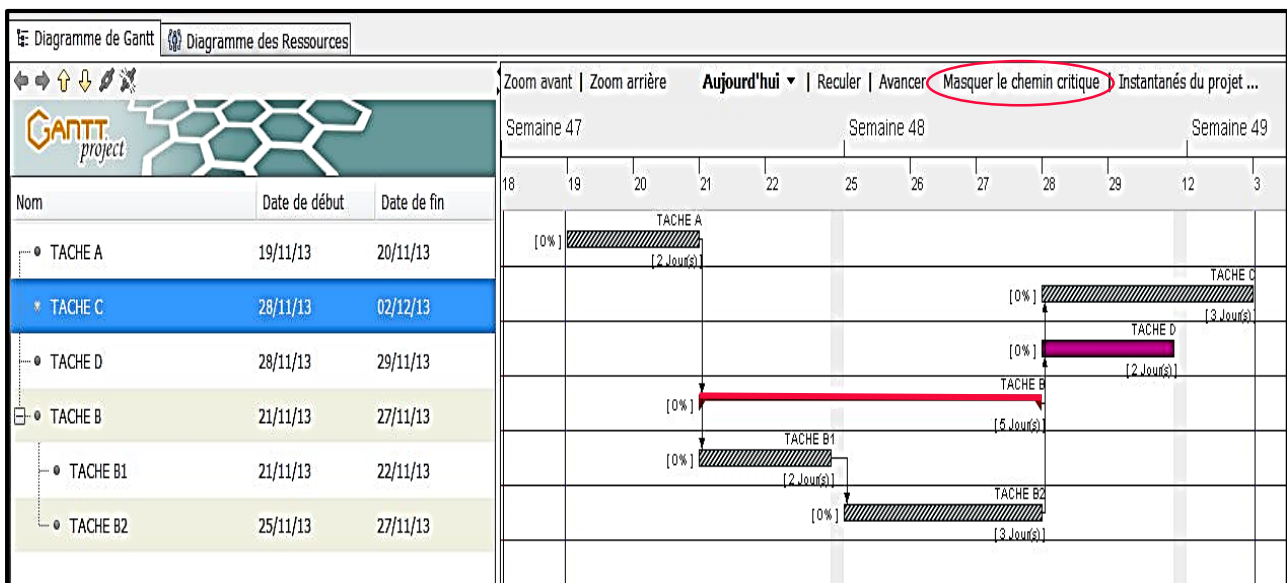 Diagramme de Gantt Diagramme des Ressources
Zoom avant | Zoom arrière Aujourd'hui ▾ | Reculer | Avancer Masquer le chemin critique | Instantanés du projet ...
GANTT
project
Semaine 47 Semaine 48 Semaine 49
18 19 20 21 22 25 26 27 28 29 12 3
Nom Date de début Date de fin
TACHE A
TACHE A 19/11/13 20/11/13 [0%]
[2 Jour(s)]
TACHE C
TACHE C 28/11/13 02/12/13 [0%]
[3 Jour(s)]
TACHE D
TACHE D 28/11/13 29/11/13 [0%]
[2 Jour(s)]
TACHE B
TACHE B 21/11/13 27/11/13 [0%]
[5 Jour(s)]
TACHE B1
TACHE B1 21/11/13 22/11/13 [0%]
[2 Jour(s)]
TACHE B2
TACHE B2 25/11/13 27/11/13 [0%]
[3 Jour(s)]